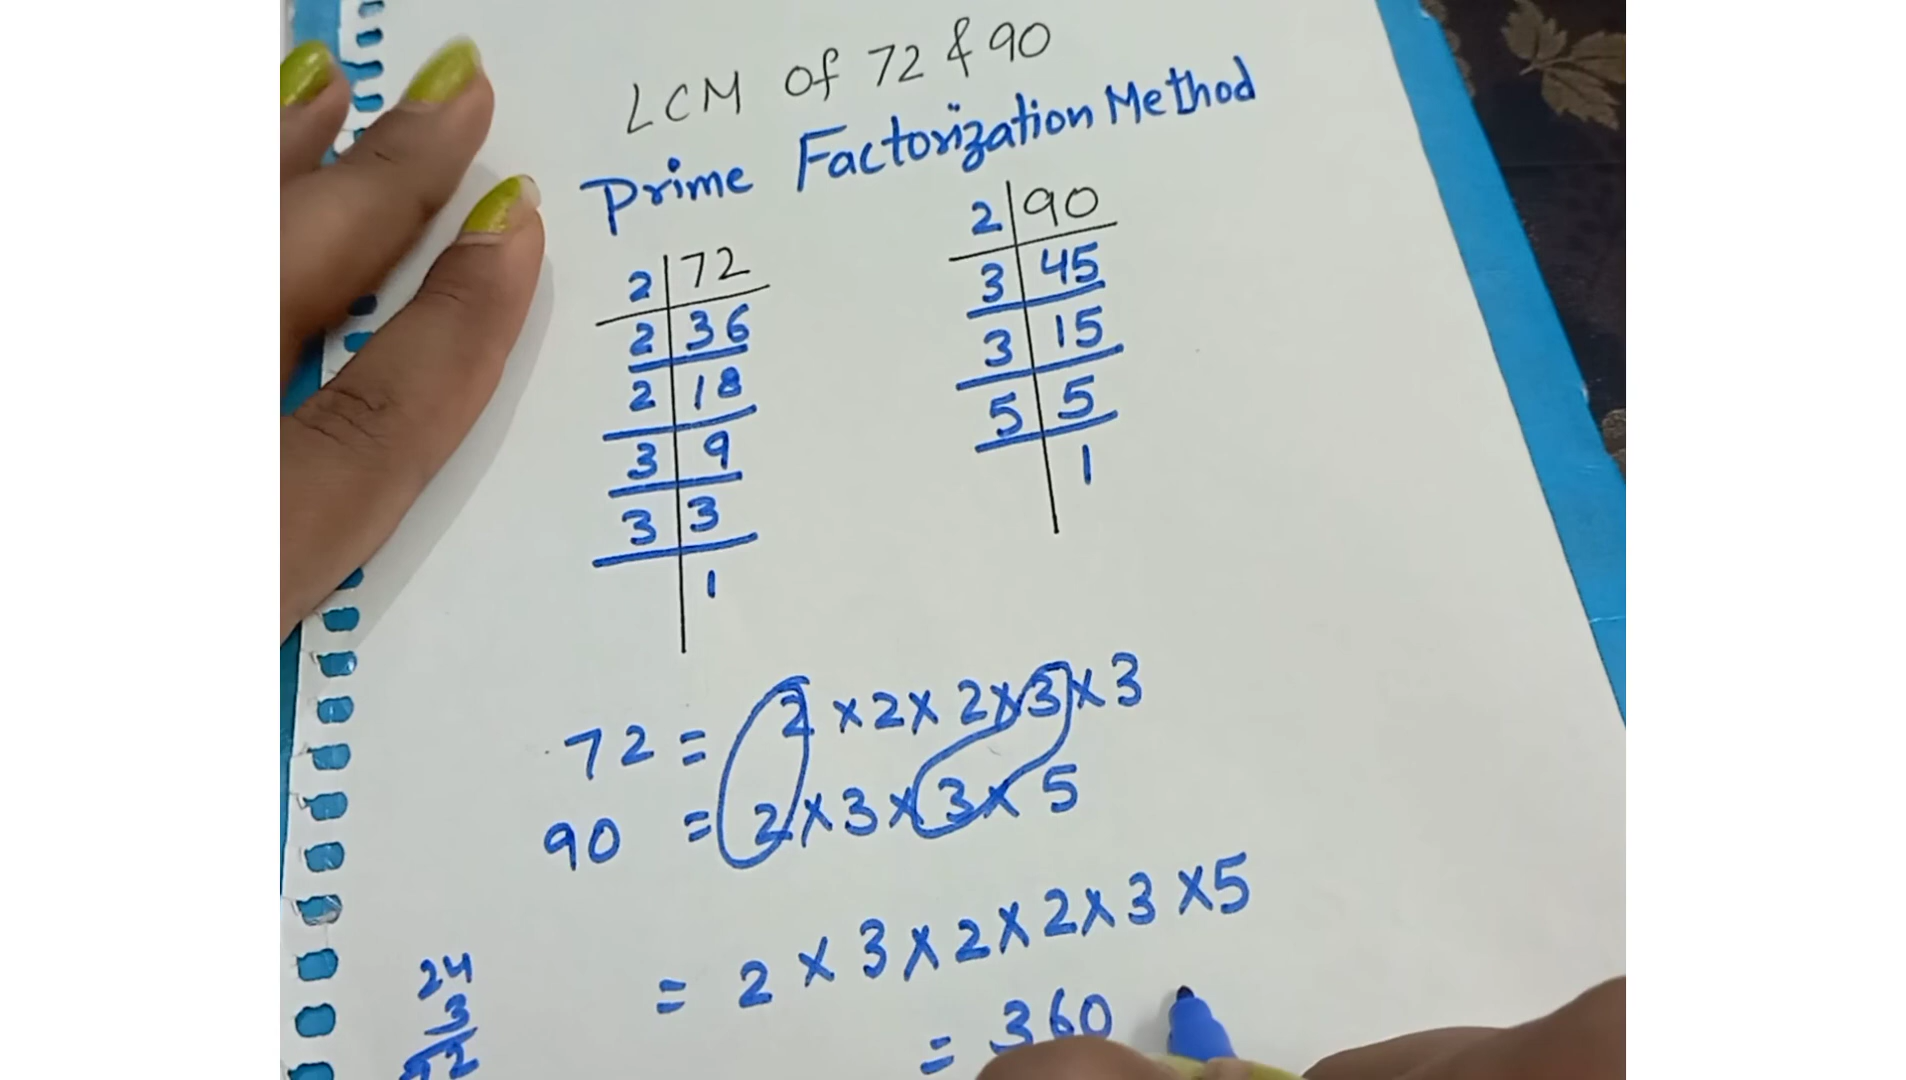 LCM of 72 & 90
Prime Factorization Method
2 | 72
2 | 36
2 | 18
3 | 9
3 | 3
1
2 | 90
3 | 45
3 | 15
5 | 5
1
72 = 2 × 2 × 2 × 3 × 3
90 = 2 × 3 × 3 × 5
= 2 × 3 × 2 × 2 × 3 × 5
= 360
24
3
72